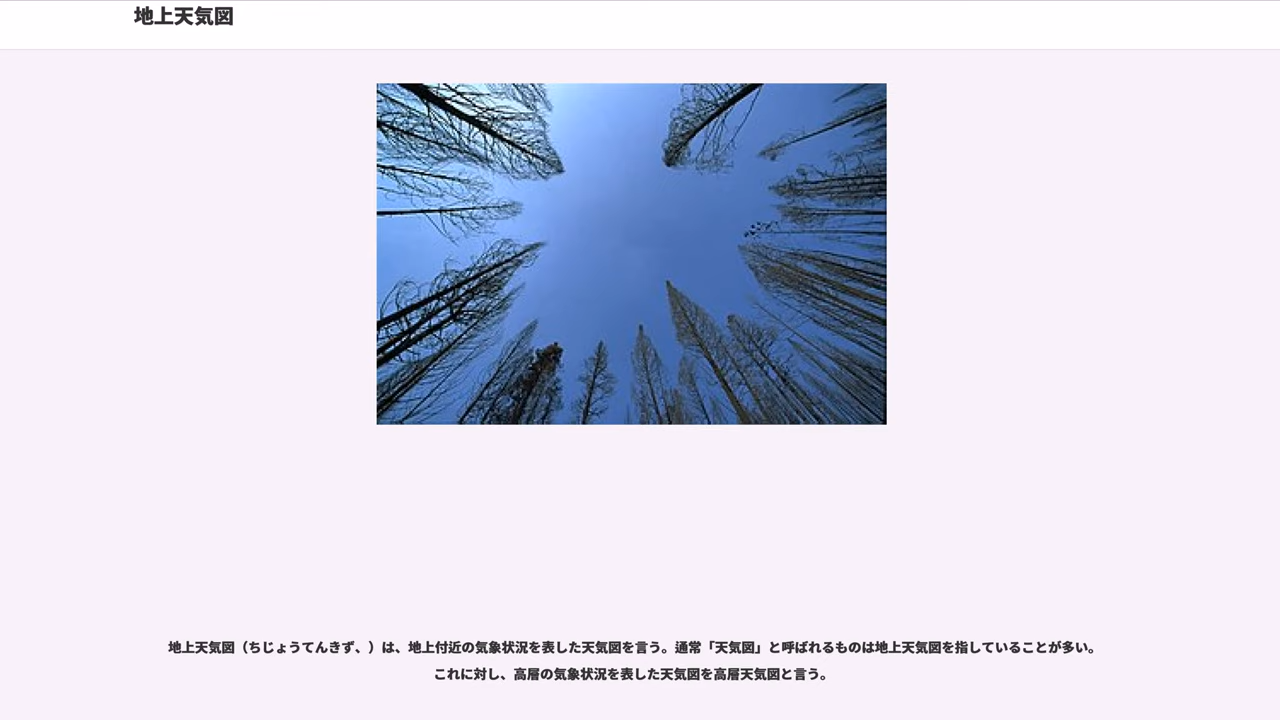 地上天気図
地上天気図（ちじょうてんきず、）は、地上付近の気象状況を表した天気図を言う。通常「天気図」と呼ばれるものは地上天気図を指していることが多い。
これに対し、高層の気象状況を表した天気図を高層天気図と言う。